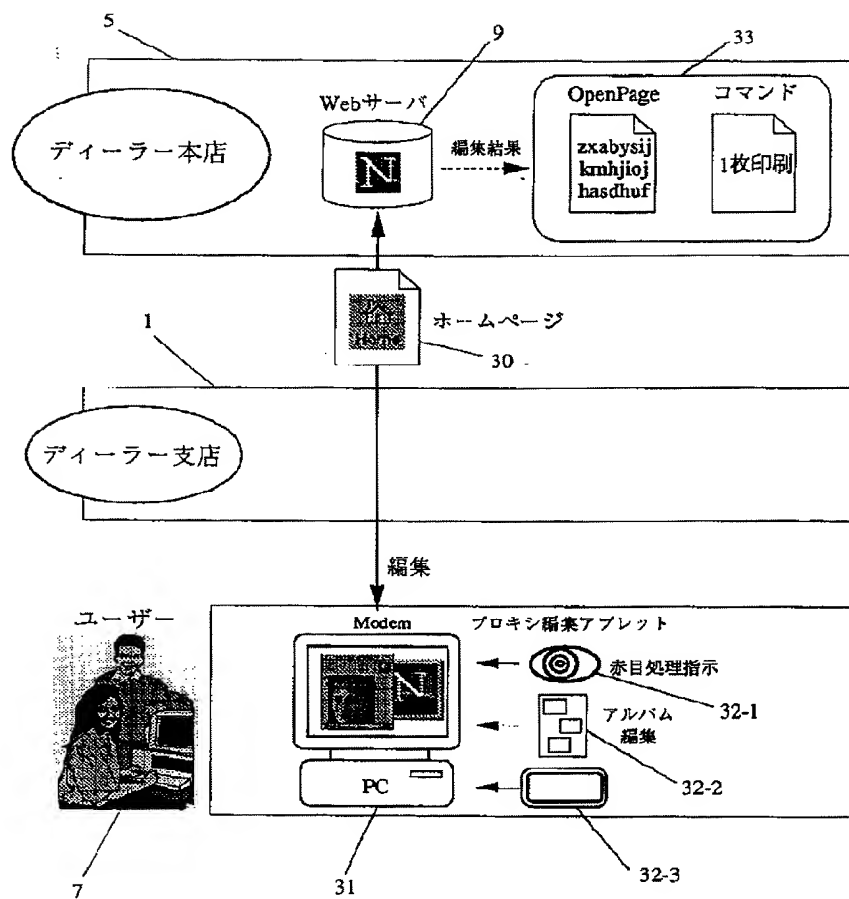 5
9
33
Webサーバ
OpenPage
コマンド
ディーラー本店
N
編集結果
zxabysij
kmhjioj
hasdhuf
1枚印刷
Home
ホームページ
30
1
ディーラー支店
編集
ユーザー
Modem
プロキシ編集アプレット
N
赤目処理指示
32-1
アルバム
編集
32-2
PC
7
31
32-3